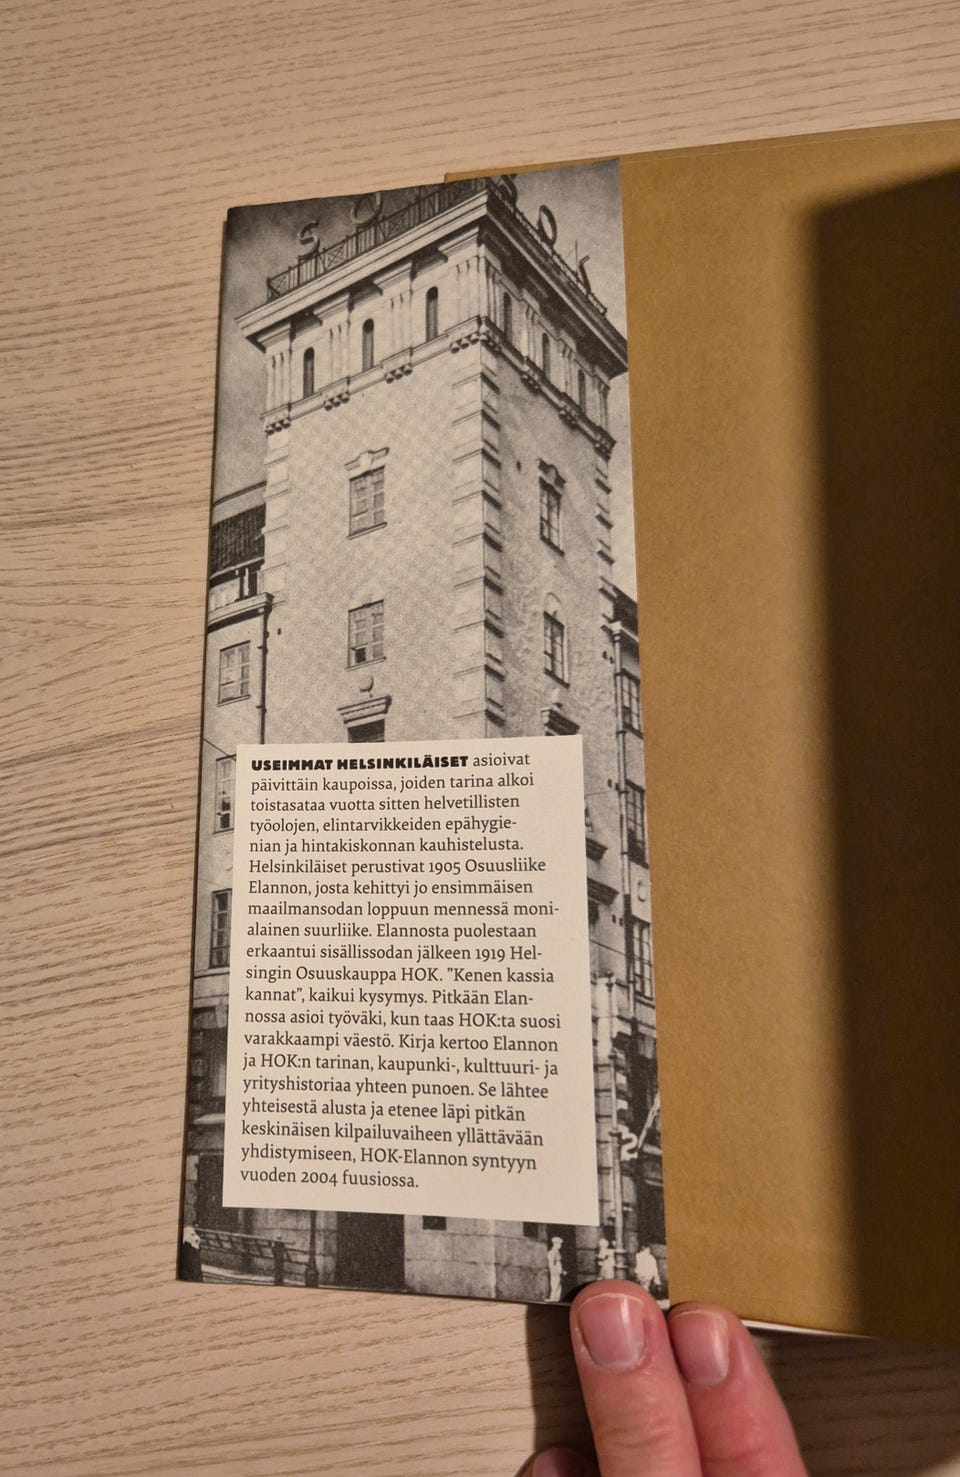 S O
O
USEIMMAT HELSINKILÄISET asioivat
päivittäin kaupoissa, joiden tarina alkoi
toistasataa vuotta sitten helvetillisten
työolojen, elintarvikkeiden epähygie-
nian ja hintakiskonnan kauhistelusta.
Helsinkiläiset perustivat 1905 Osuusliike
Elannon, josta kehittyi jo ensimmäisen
maailmansodan loppuun mennessä moni-
alainen suurliike. Elannosta puolestaan
erkaantui sisällissodan jälkeen 1919 Hel-
singin Osuuskauppa HOK. ”Kenen kassia
kannat”, kaikui kysymys. Pitkään Elan-
nossa asioi työväki, kun taas HOK:ta suosi
varakkaampi väestö. Kirja kertoo Elannon
ja HOK:n tarinan, kaupunki-, kulttuuri- ja
yrityshistoriaa yhteen punoen. Se lähtee
yhteisestä alusta ja etenee läpi pitkän
keskinäisen kilpailuvaiheen yllättävään
yhdistymiseen, HOK-Elannon syntyyn
vuoden 2004 fuusiossa.
2